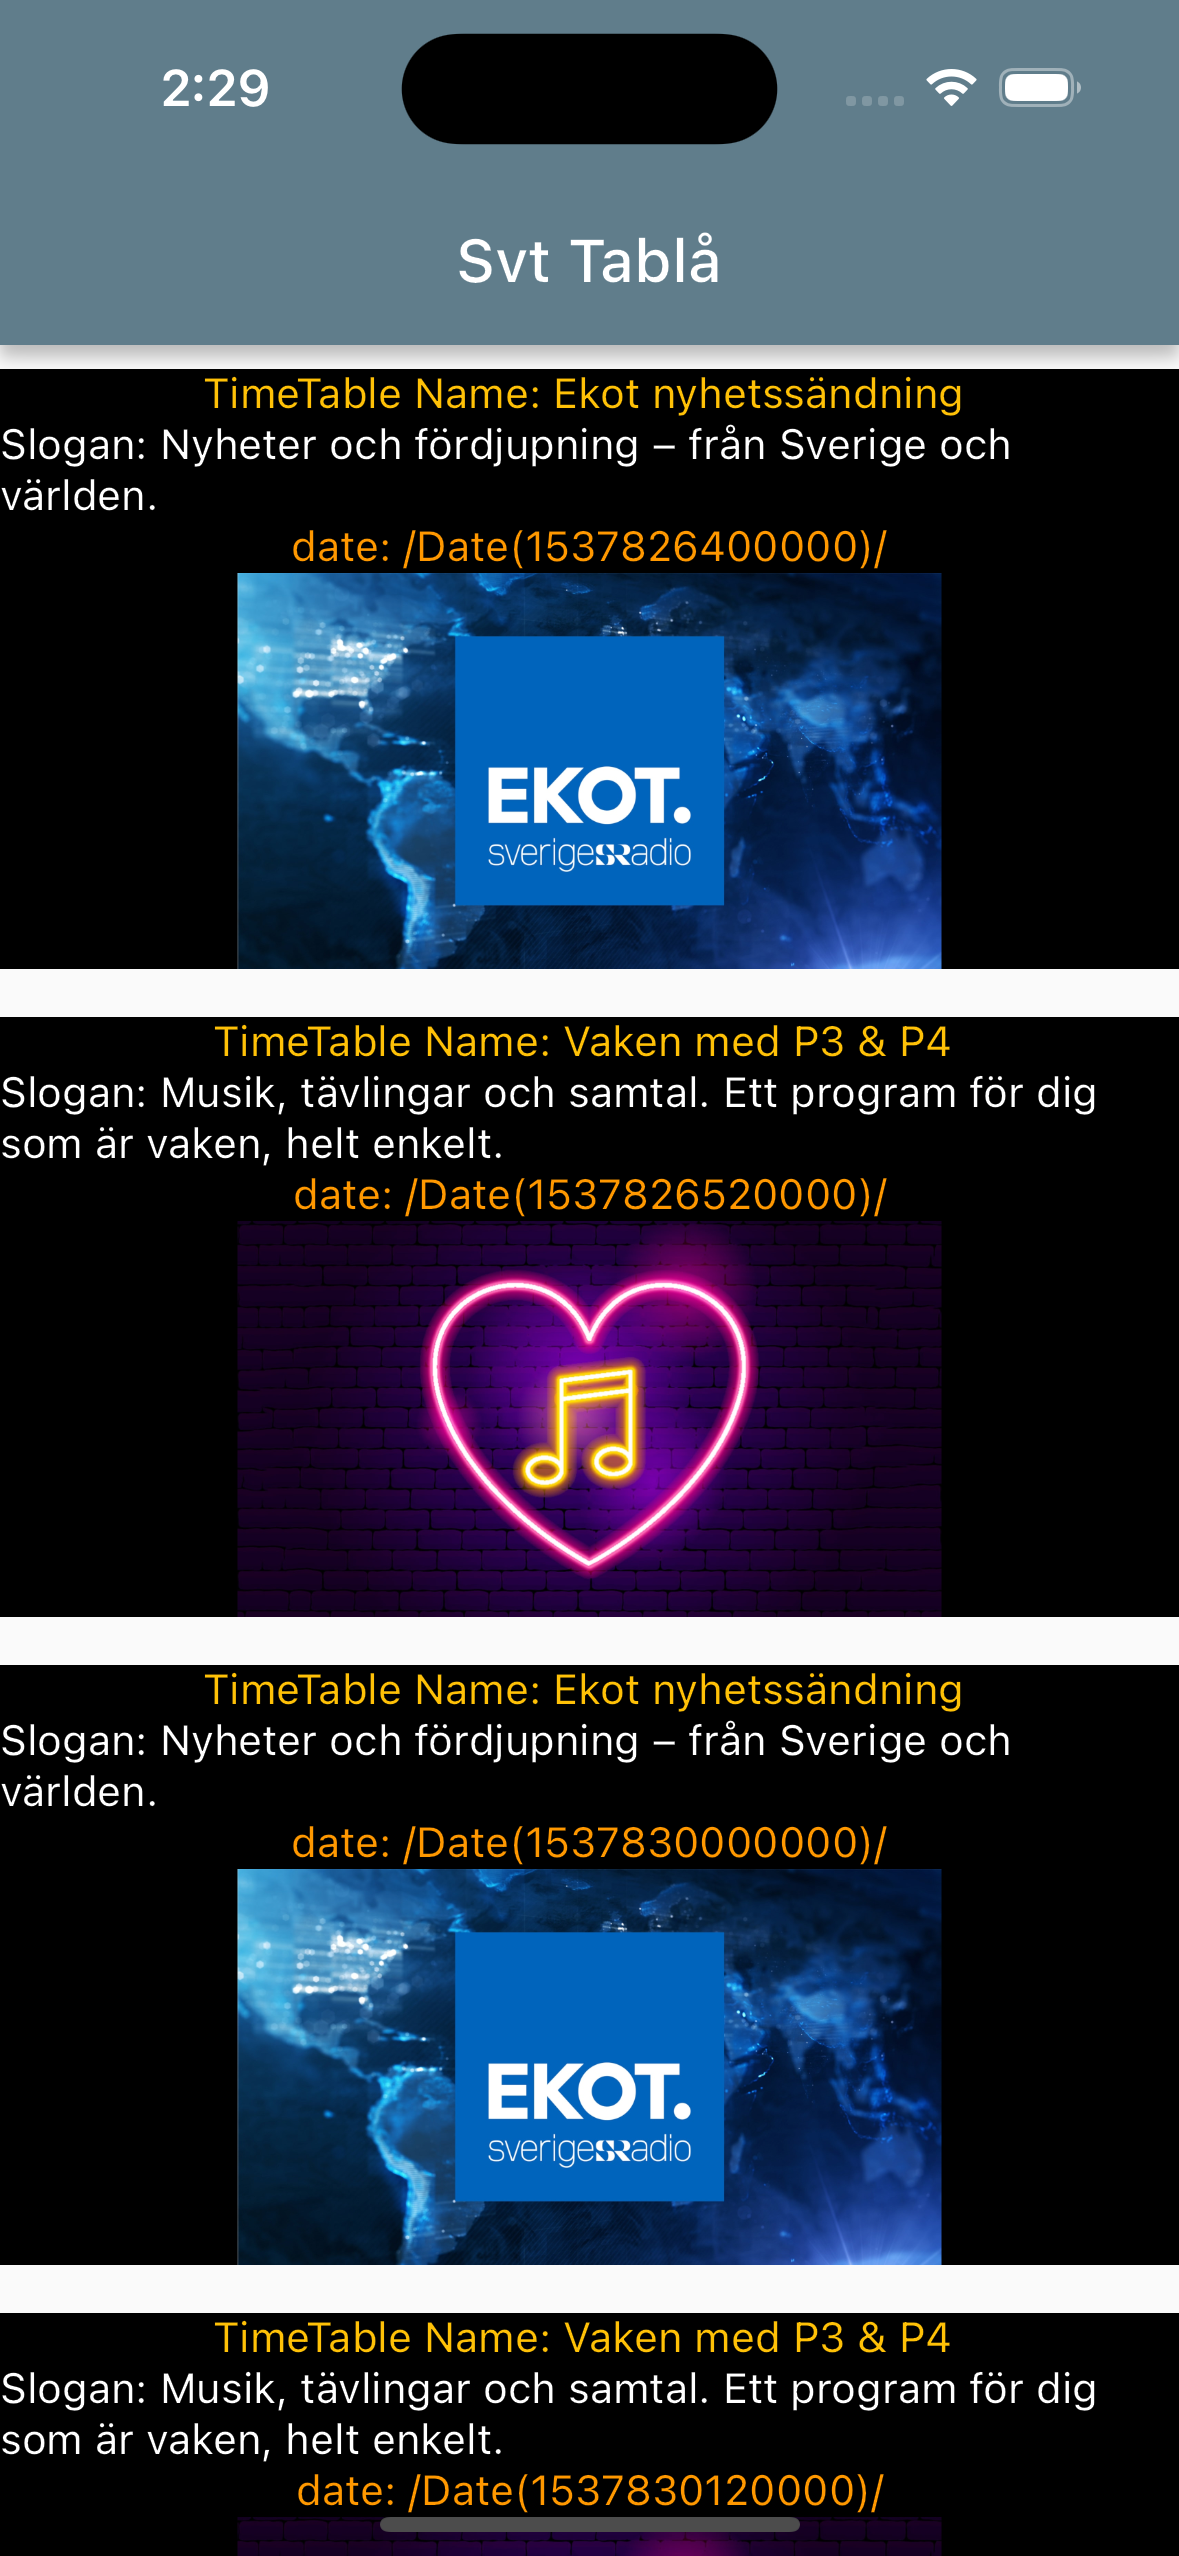 2:29
Svt Tablå
TimeTable Name: Ekot nyhetssändning
Slogan: Nyheter och fördjupning – från Sverige och
världen.
date: /Date(1537826400000)/
EKOT.
sverigesSRadio
TimeTable Name: Vaken med P3 & P4
Slogan: Musik, tävlingar och samtal. Ett program för dig
som är vaken, helt enkelt.
date: /Date(1537826520000)/
TimeTable Name: Ekot nyhetssändning
Slogan: Nyheter och fördjupning – från Sverige och
världen.
date: /Date(1537830000000)/
EKOT.
sverigesSRadio
TimeTable Name: Vaken med P3 & P4
Slogan: Musik, tävlingar och samtal. Ett program för dig
som är vaken, helt enkelt.
date: /Date(1537830120000)/